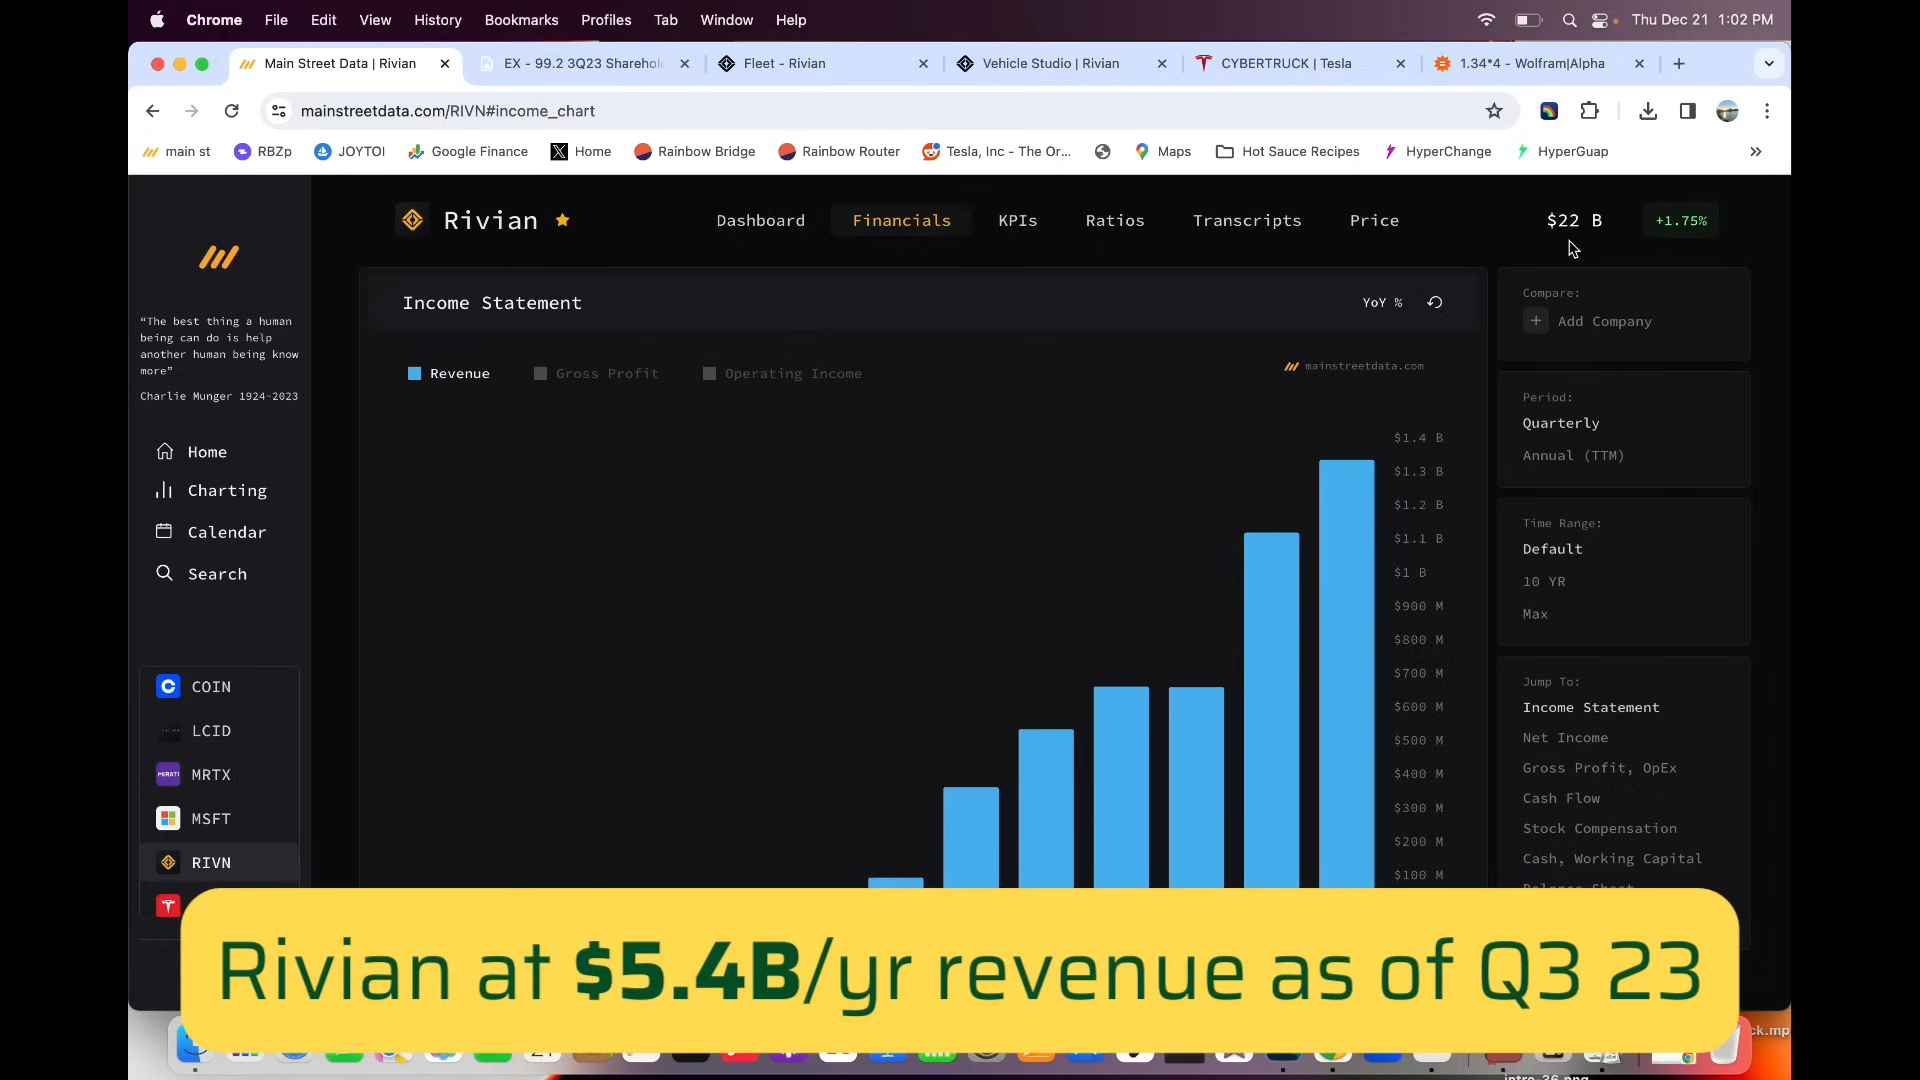 Chrome File Edit View History Bookmarks Profiles Tab Window Help Thu Dec 21 1:02 PM
Main Street Data | Rivian EX - 99.2 3Q23 Sharehol Fleet - Rivian Vehicle Studio | Rivian CYBERTRUCK | Tesla 1.34*4 - Wolfram|Alpha
mainstreetdata.com/RIVN#income_chart
main st RBZp JOYTOI Google Finance Home Rainbow Bridge Rainbow Router Tesla, Inc - The Or... Maps Hot Sauce Recipes HyperChange HyperGuap
Rivian Dashboard Financials KPIs Ratios Transcripts Price $22 B +1.75%
“The best thing a human
being can do is help
another human being know
more”
Charlie Munger 1924-2023
Home
Charting
Calendar
Search
COIN
LCID
MIRATI MRTX
MSFT
RIVN
Income Statement YoY %
Revenue Gross Profit Operating Income
mainstreetdata.com
$1.4 B
$1.3 B
$1.2 B
$1.1 B
$1 B
$900 M
$800 M
$700 M
$600 M
$500 M
$400 M
$300 M
$200 M
$100 M
Compare:
Add Company
Period:
Quarterly
Annual (TTM)
Time Range:
Default
10 YR
Max
Jump To:
Income Statement
Net Income
Gross Profit, OpEx
Cash Flow
Stock Compensation
Cash, Working Capital
Rivian at $5.4B/yr revenue as of Q3 23
ck.mp